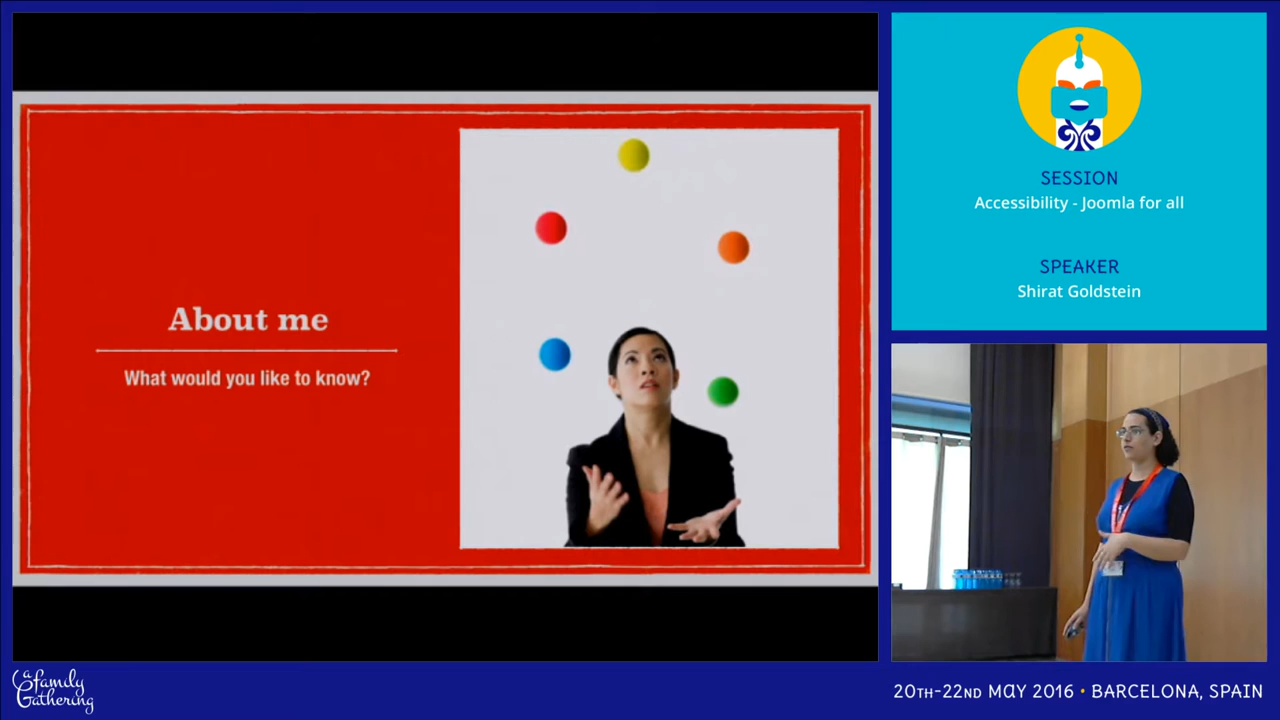 About me
What would you like to know?
SESSION
Accessibility - Joomla for all
SPEAKER
Shirat Goldstein
a family
Gathering
20TH-22ND MAY 2016 • BARCELONA, SPAIN